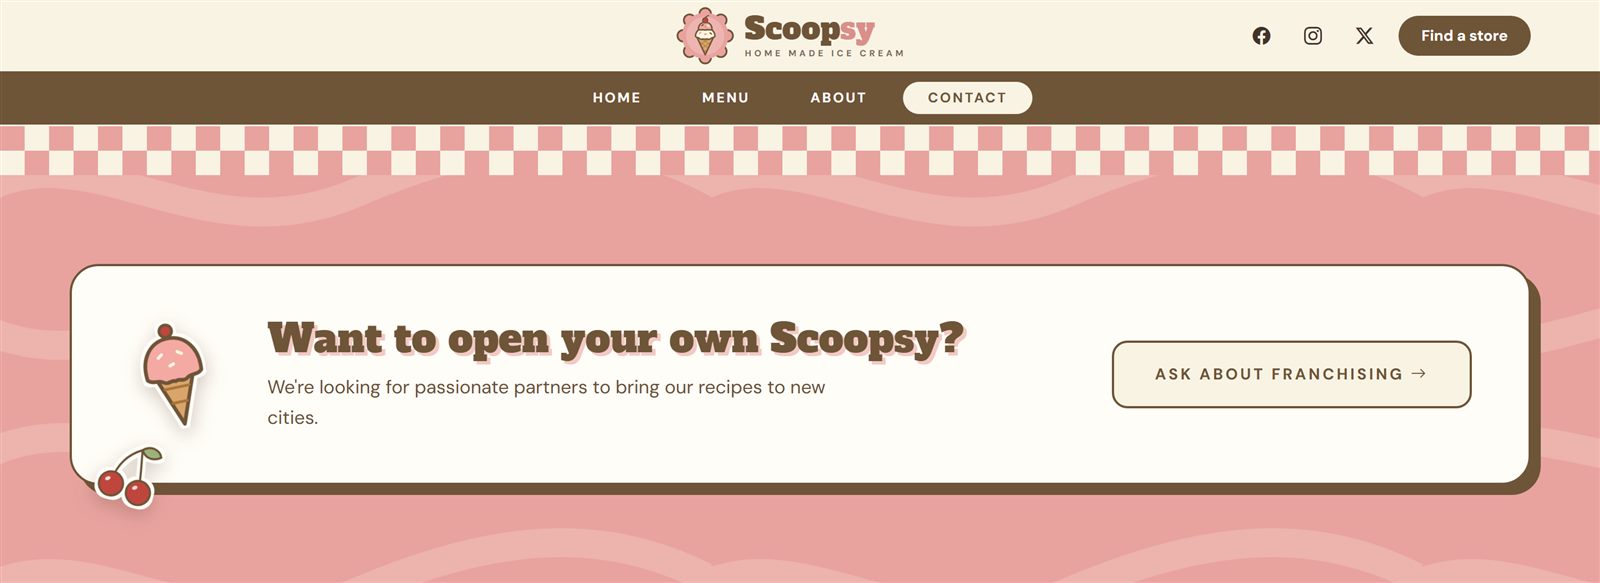 Scoopsy
HOME MADE ICE CREAM
Find a store
HOME MENU ABOUT CONTACT
Want to open your own Scoopsy?
We're looking for passionate partners to bring our recipes to new
cities.
ASK ABOUT FRANCHISING →